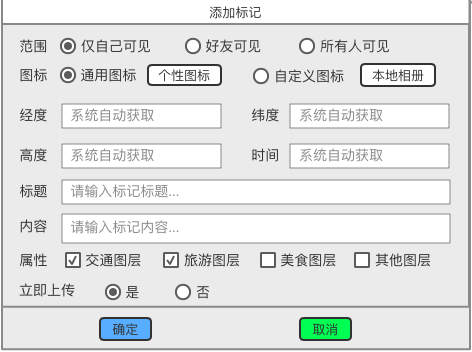 添加标记
范围 仅自己可见 好友可见 所有人可见
图标 通用图标 个性图标 自定义图标 本地相册
经度 系统自动获取 纬度 系统自动获取
高度 系统自动获取 时间 系统自动获取
标题 请输入标记标题...
内容 请输入标记内容...
属性 交通图层 旅游图层 美食图层 其他图层
立即上传 是 否
确定 取消